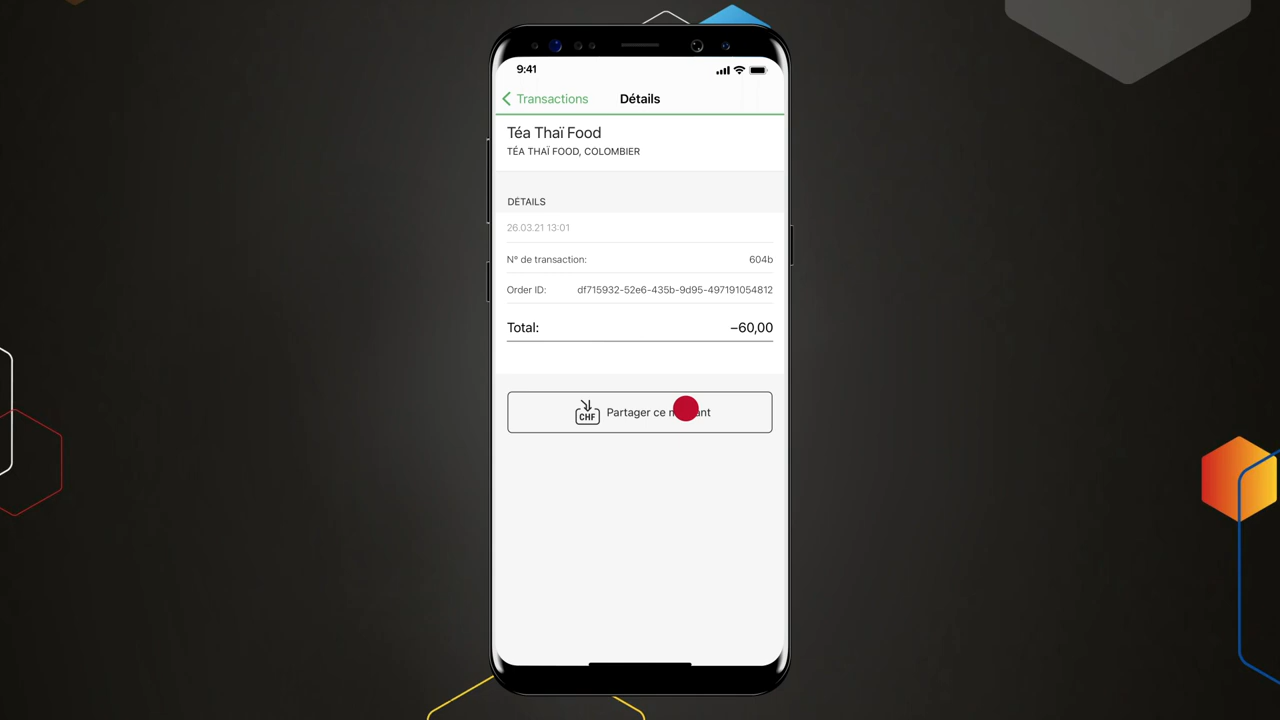 9:41
Transactions
Détails
Téa Thaï Food
TÉA THAÏ FOOD, COLOMBIER
DÉTAILS
26.03.21 13:01
N° de transaction: 604b
Order ID: df715932-52e6-435b-9d95-497191054812
Total: –60,00
CHF
Partager ce